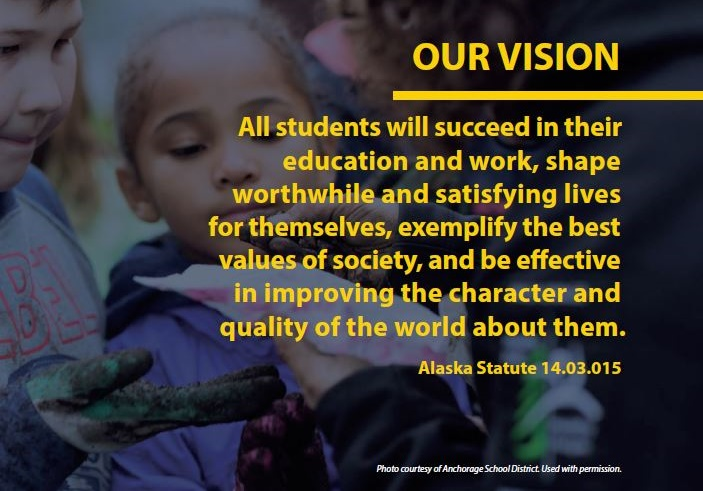 OUR VISION
All students will succeed in their
education and work, shape
worthwhile and satisfying lives
for themselves, exemplify the best
values of society, and be effective
in improving the character and
quality of the world about them.
Alaska Statute 14.03.015
Photo courtesy of Anchorage School District. Used with permission.